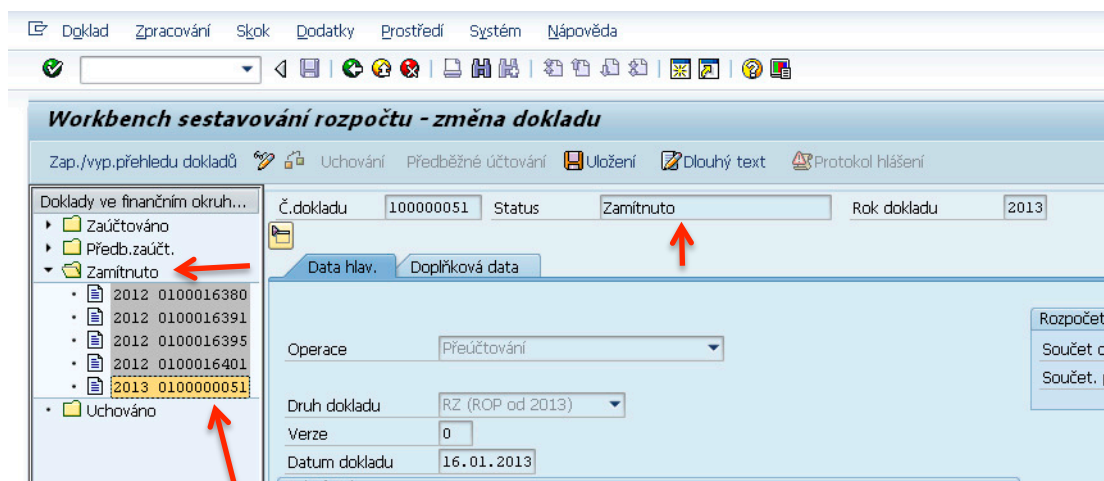 Doklad Zpracování Skok Dodatky Prostředí Systém Nápověda
Workbench sestavování rozpočtu - změna dokladu
Zap./vyp.přehledu dokladů Uchování Předběžné účtování Uložení Dlouhý text Protokol hlášení
Doklady ve finančním okruh...
Zaúčtováno
Předb.zaúčt.
Zamítnuto
2012 0100016380
2012 0100016391
2012 0100016395
2012 0100016401
2013 0100000051
Uchováno
Č.dokladu 100000051 Status Zamítnuto Rok dokladu 2013
Data hlav. Doplňková data
Rozpočet
Operace Přeúčtování
Součet
Součet.
Druh dokladu RZ (ROP od 2013)
Verze 0
Datum dokladu 16.01.2013